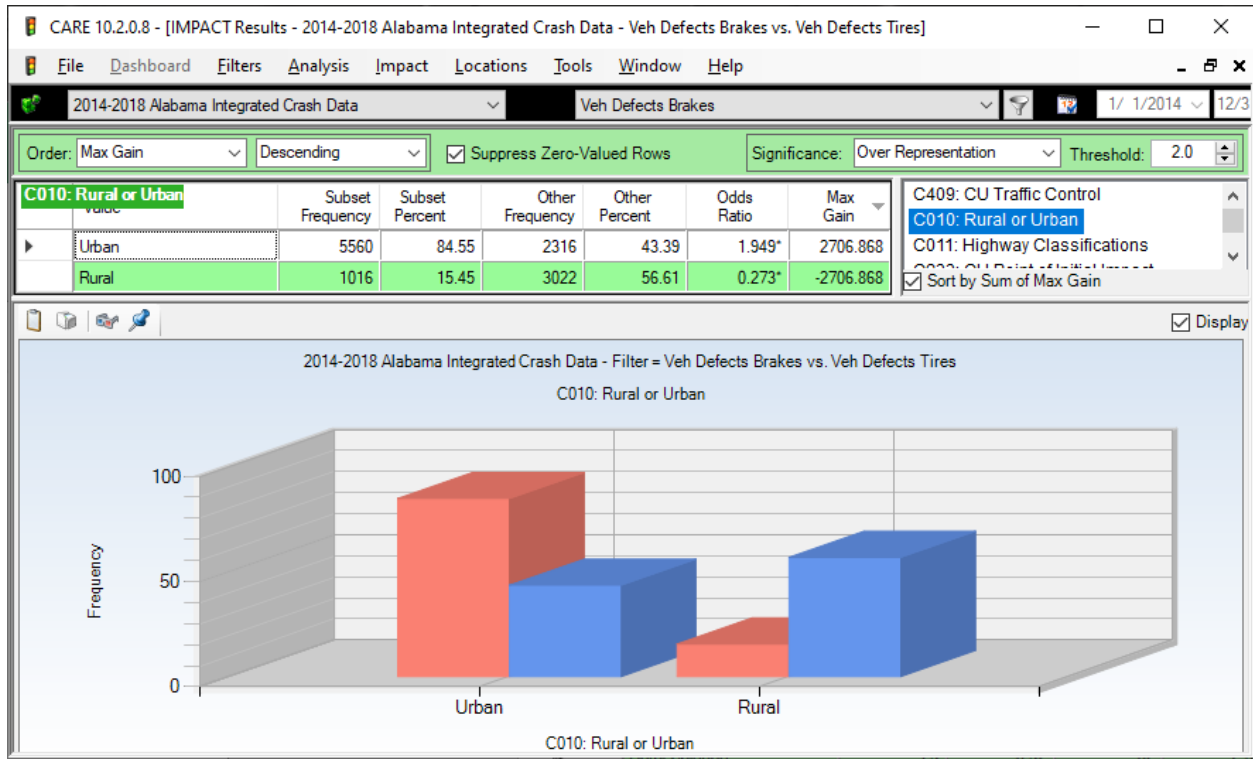 CARE 10.2.0.8 - [IMPACT Results - 2014-2018 Alabama Integrated Crash Data - Veh Defects Brakes vs. Veh Defects Tires]
File Dashboard Filters Analysis Impact Locations Tools Window Help
2014-2018 Alabama Integrated Crash Data Veh Defects Brakes 1/ 1/2014 12/3
Order: Max Gain Descending Suppress Zero-Valued Rows Significance: Over Representation Threshold: 2.0
C010: Rural or Urban
Value Subset Frequency Subset Percent Other Frequency Other Percent Odds Ratio Max Gain
Urban 5560 84.55 2316 43.39 1.949* 2706.868
Rural 1016 15.45 3022 56.61 0.273* -2706.868
C409: CU Traffic Control
C010: Rural or Urban
C011: Highway Classifications
Sort by Sum of Max Gain
Display
2014-2018 Alabama Integrated Crash Data - Filter = Veh Defects Brakes vs. Veh Defects Tires
C010: Rural or Urban
100
50
0
Frequency
Urban Rural
C010: Rural or Urban